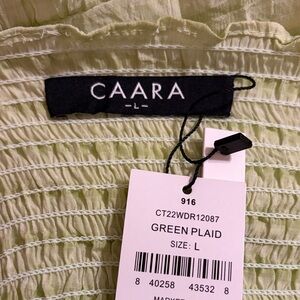 CAARA
-L-
916
CT22WDR12087
GREEN PLAID
SIZE: L
8 40258 43532 8